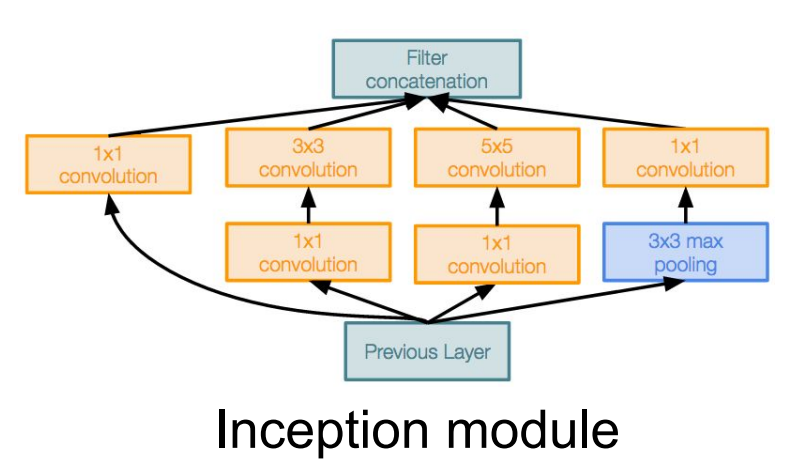 Filter
concatenation
1x1
convolution
3x3
convolution
5x5
convolution
1x1
convolution
1x1
convolution
1x1
convolution
3x3 max
pooling
Previous Layer
Inception module